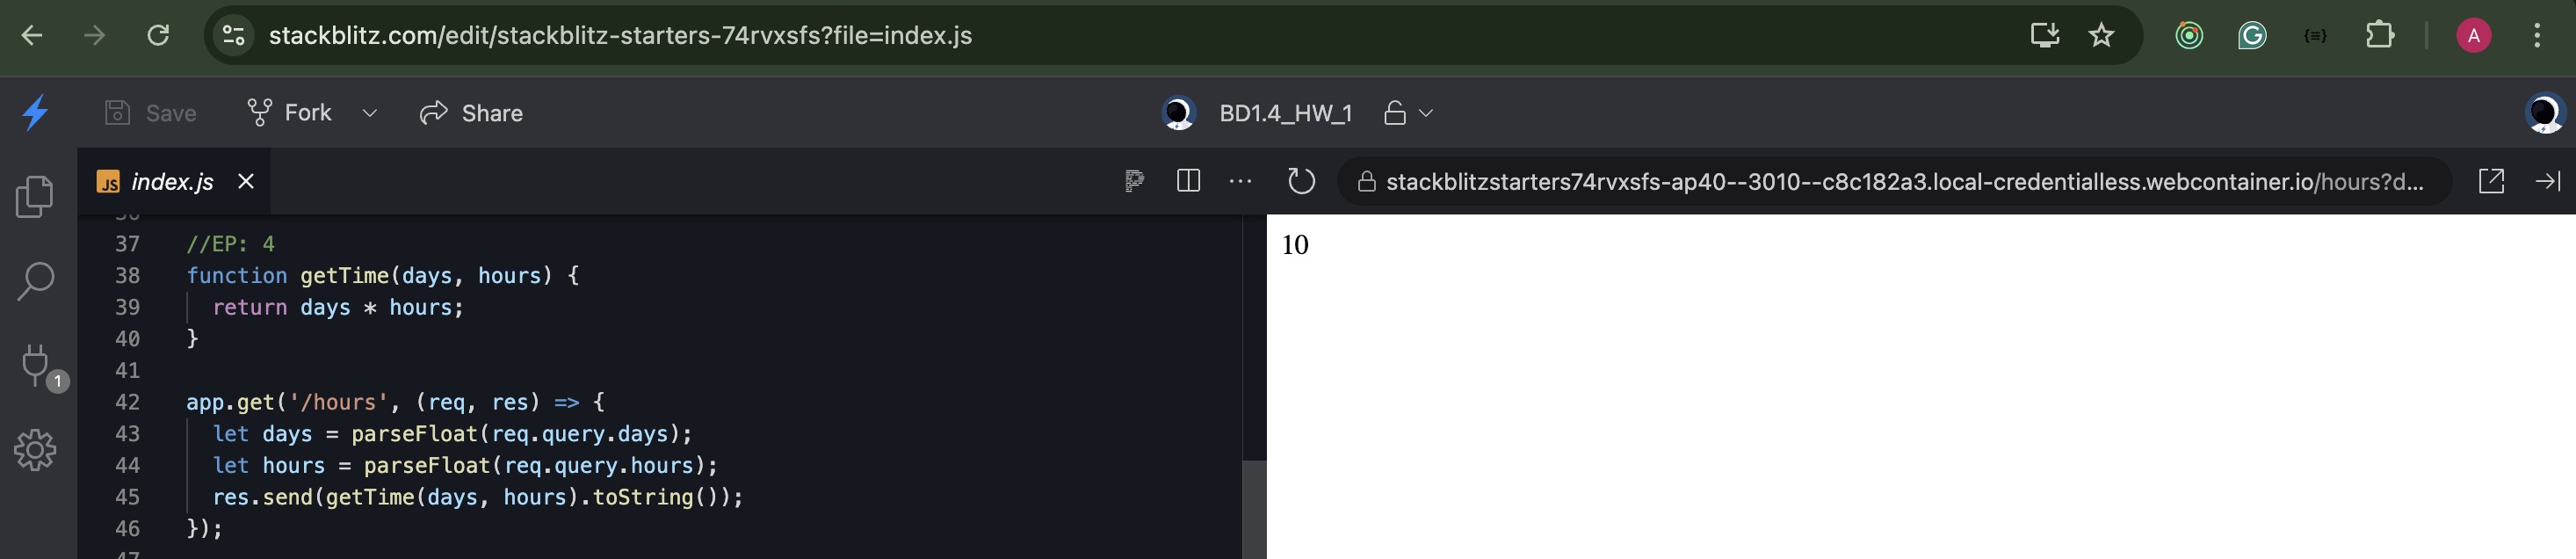 stackblitz.com/edit/stackblitz-starters-74rvxsfs?file=index.js
A
Save
Fork
Share
BD1.4_HW_1
JS index.js
stackblitzstarters74rvxsfs-ap40--3010--c8c182a3.local-credentialless.webcontainer.io/hours?d...
1
37 //EP: 4
38 function getTime(days, hours) {
39 return days * hours;
40 }
41
42 app.get('/hours', (req, res) => {
43 let days = parseFloat(req.query.days);
44 let hours = parseFloat(req.query.hours);
45 res.send(getTime(days, hours).toString());
46 });
10